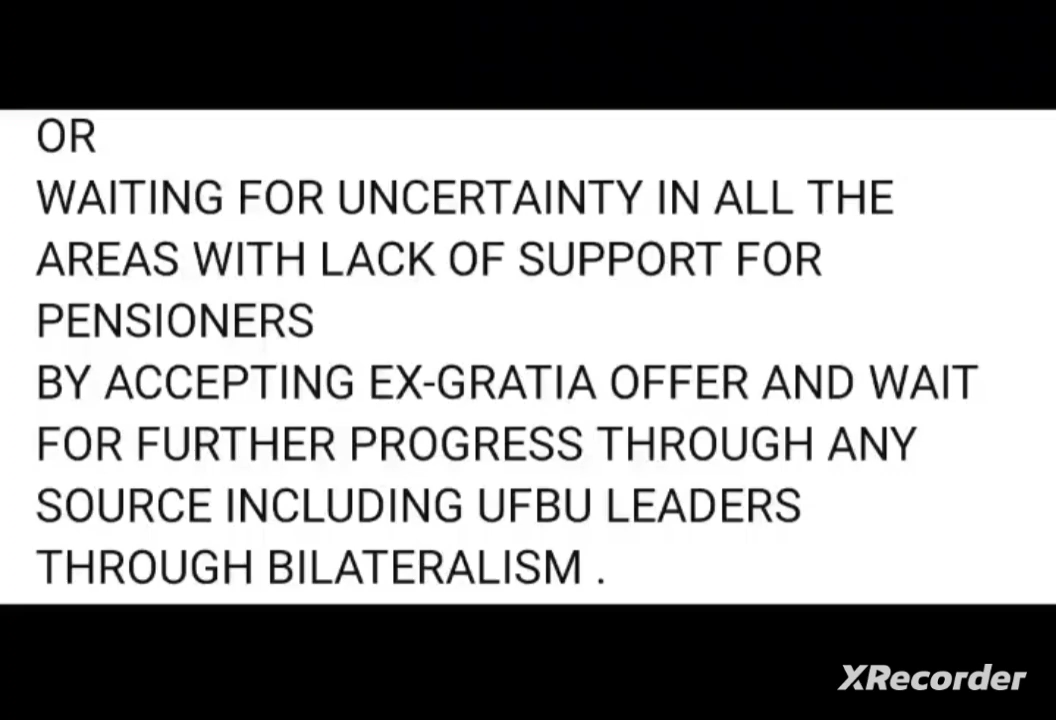 OR
WAITING FOR UNCERTAINTY IN ALL THE
AREAS WITH LACK OF SUPPORT FOR
PENSIONERS
BY ACCEPTING EX-GRATIA OFFER AND WAIT
FOR FURTHER PROGRESS THROUGH ANY
SOURCE INCLUDING UFBU LEADERS
THROUGH BILATERALISM .
XRecorder